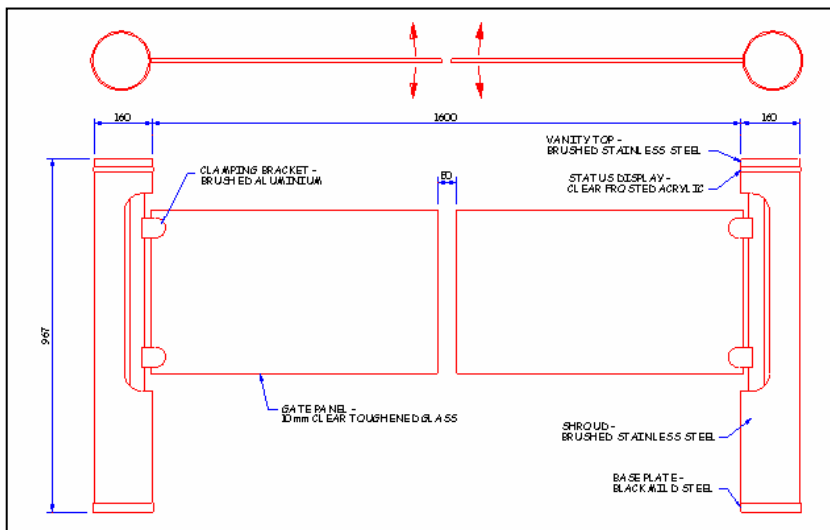 160
1600
160
VANITY TOP -
BRUSHED STAINLESS STEEL
CLAMPING BRACKET -
BRUSHED ALUMINIUM
STATUS DISPLAY -
CLEAR FROSTED ACRYLIC
967
GATE PANEL -
10mm CLEAR TOUGHENED GLASS
SHROUD -
BRUSHED STAINLESS STEEL
BASE PLATE -
BLACK MILD STEEL